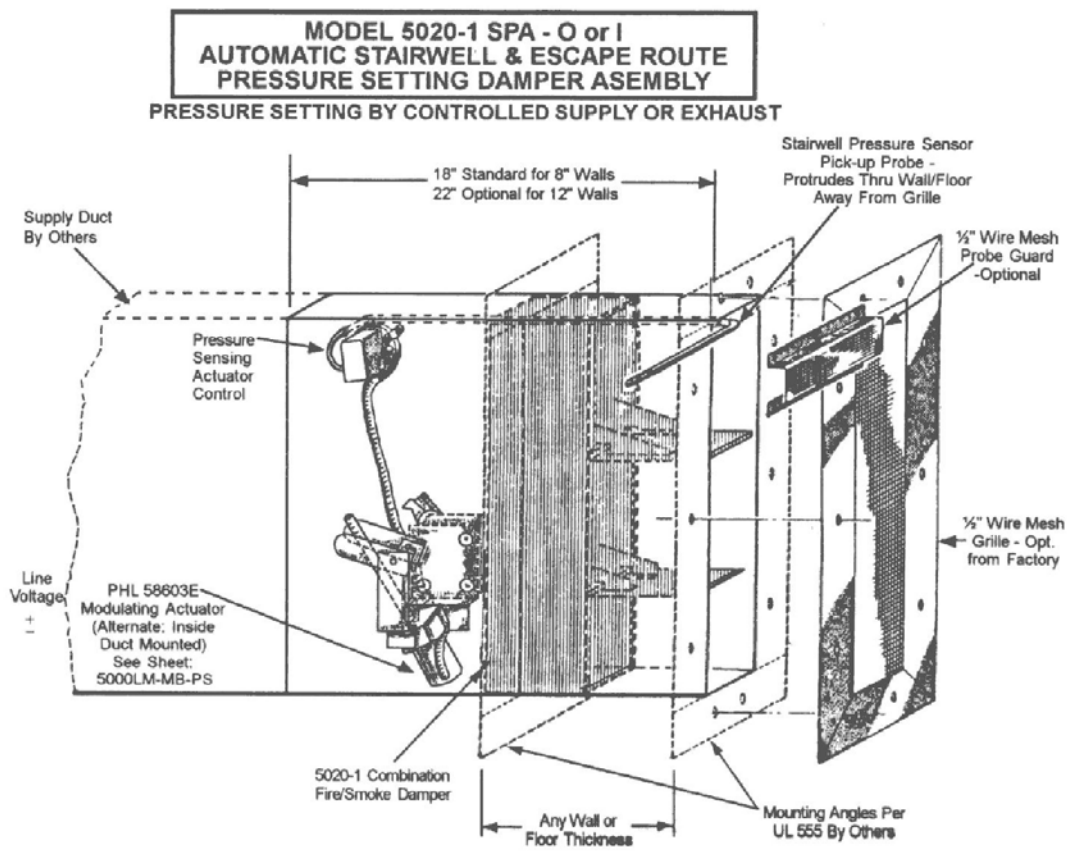 MODEL 5020-1 SPA - O or I
AUTOMATIC STAIRWELL & ESCAPE ROUTE
PRESSURE SETTING DAMPER ASEMBLY
PRESSURE SETTING BY CONTROLLED SUPPLY OR EXHAUST
Stairwell Pressure Sensor
Pick-up Probe -
Protrudes Thru Wall/Floor
Away From Grille
18" Standard for 8" Walls
22" Optional for 12" Walls
Supply Duct
By Others
½" Wire Mesh
Probe Guard
-Optional
Pressure
Sensing
Actuator
Control
½" Wire Mesh
Grille - Opt.
from Factory
Line
Voltage
+
−
PHL 58603E
Modulating Actuator
(Alternate: Inside
Duct Mounted)
See Sheet:
5000LM-MB-PS
5020-1 Combination
Fire/Smoke Damper
Any Wall or
Floor Thickness
Mounting Angles Per
UL 555 By Others